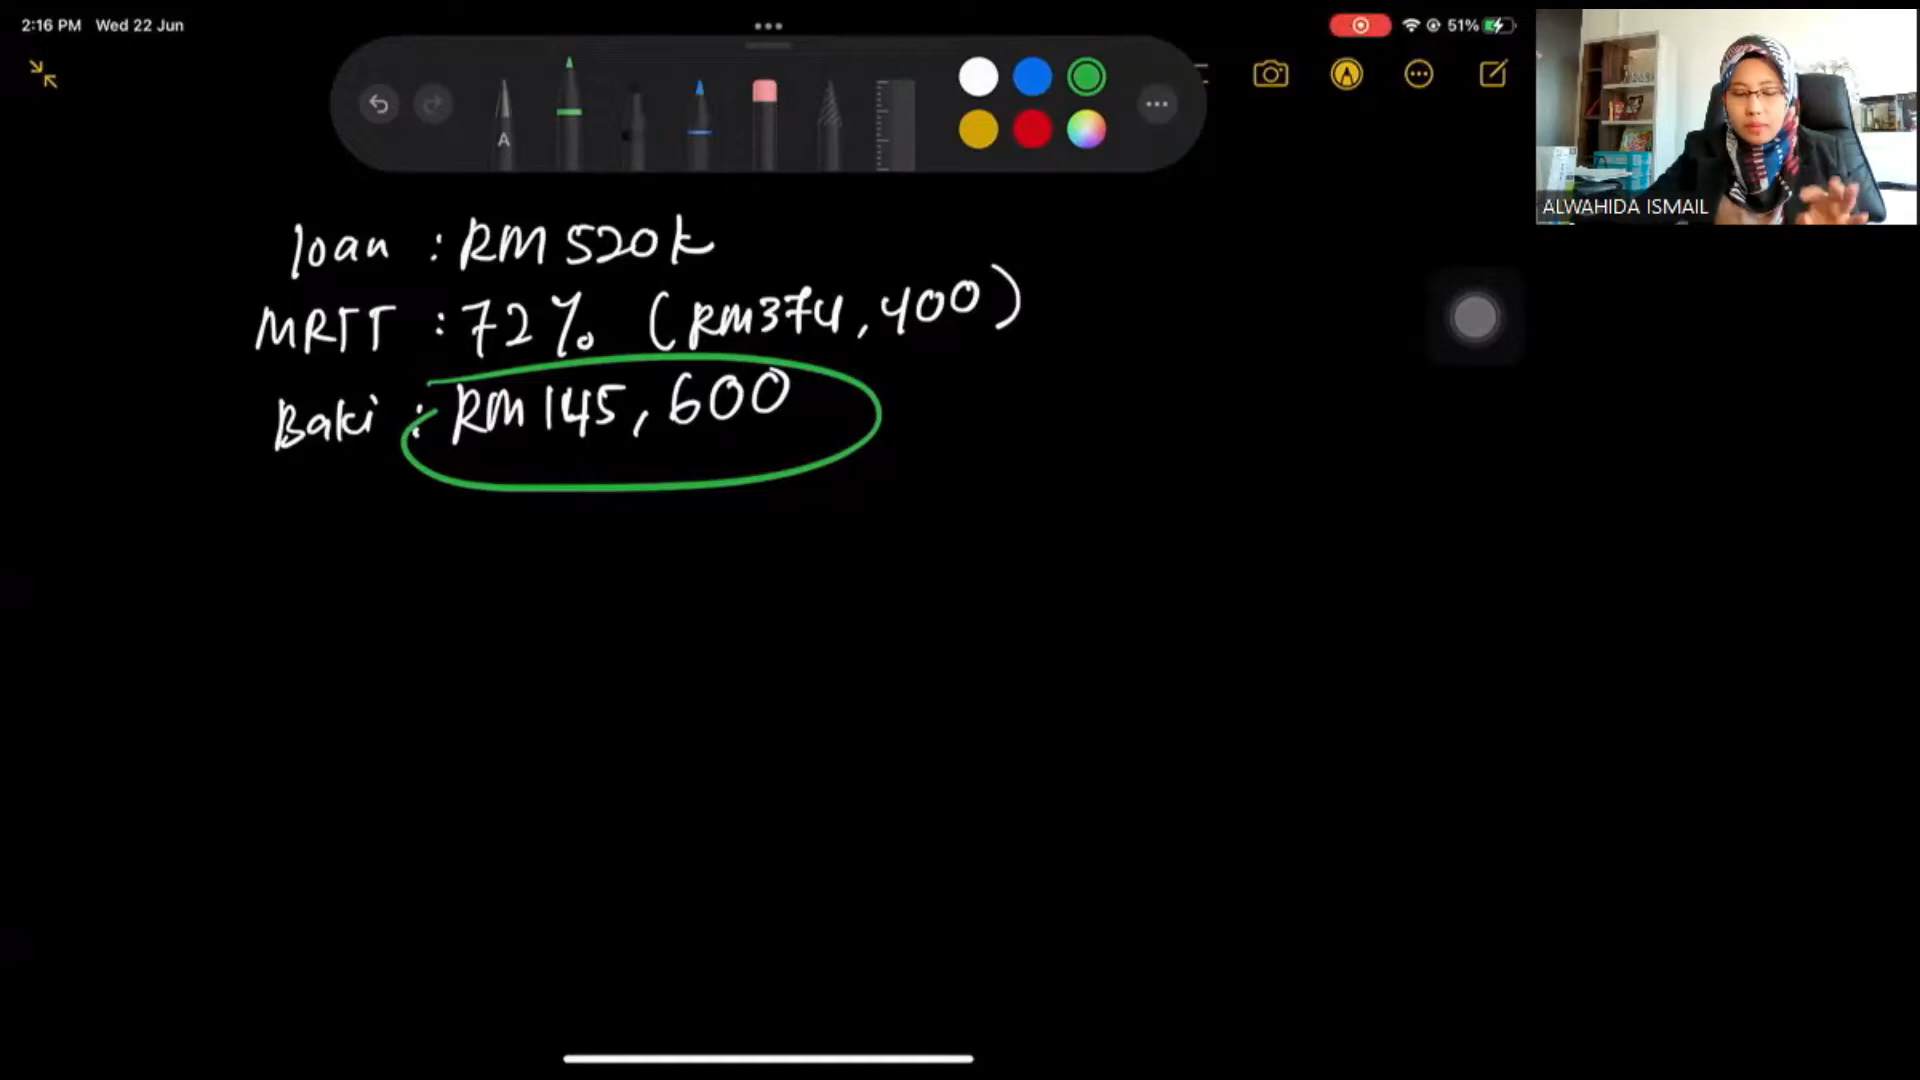 2:16 PM Wed 22 Jun
51%
A
ALWAHIDA ISMAIL
loan : RM 520k
MRTT : 72% (RM374,400)
Baki : RM 145,600